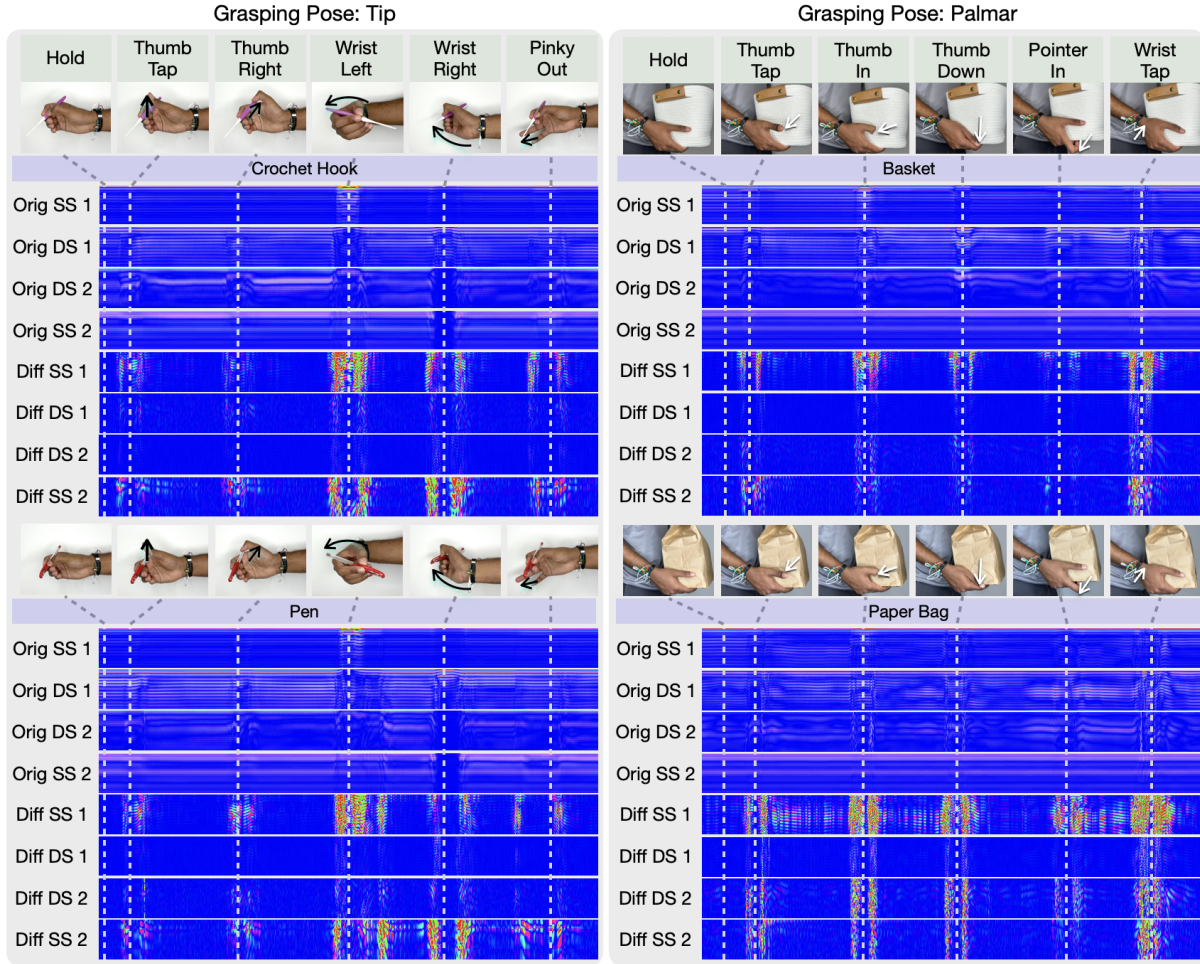 Grasping Pose: Tip
Hold
Thumb
Tap
Thumb
Right
Wrist
Left
Wrist
Right
Pinky
Out
Crochet Hook
Orig SS 1
Orig DS 1
Orig DS 2
Orig SS 2
Diff SS 1
Diff DS 1
Diff DS 2
Diff SS 2
Pen
Orig SS 1
Orig DS 1
Orig DS 2
Orig SS 2
Diff SS 1
Diff DS 1
Diff DS 2
Diff SS 2
Grasping Pose: Palmar
Hold
Thumb
Tap
Thumb
In
Thumb
Down
Pointer
In
Wrist
Tap
Basket
Orig SS 1
Orig DS 1
Orig DS 2
Orig SS 2
Diff SS 1
Diff DS 1
Diff DS 2
Diff SS 2
Paper Bag
Orig SS 1
Orig DS 1
Orig DS 2
Orig SS 2
Diff SS 1
Diff DS 1
Diff DS 2
Diff SS 2